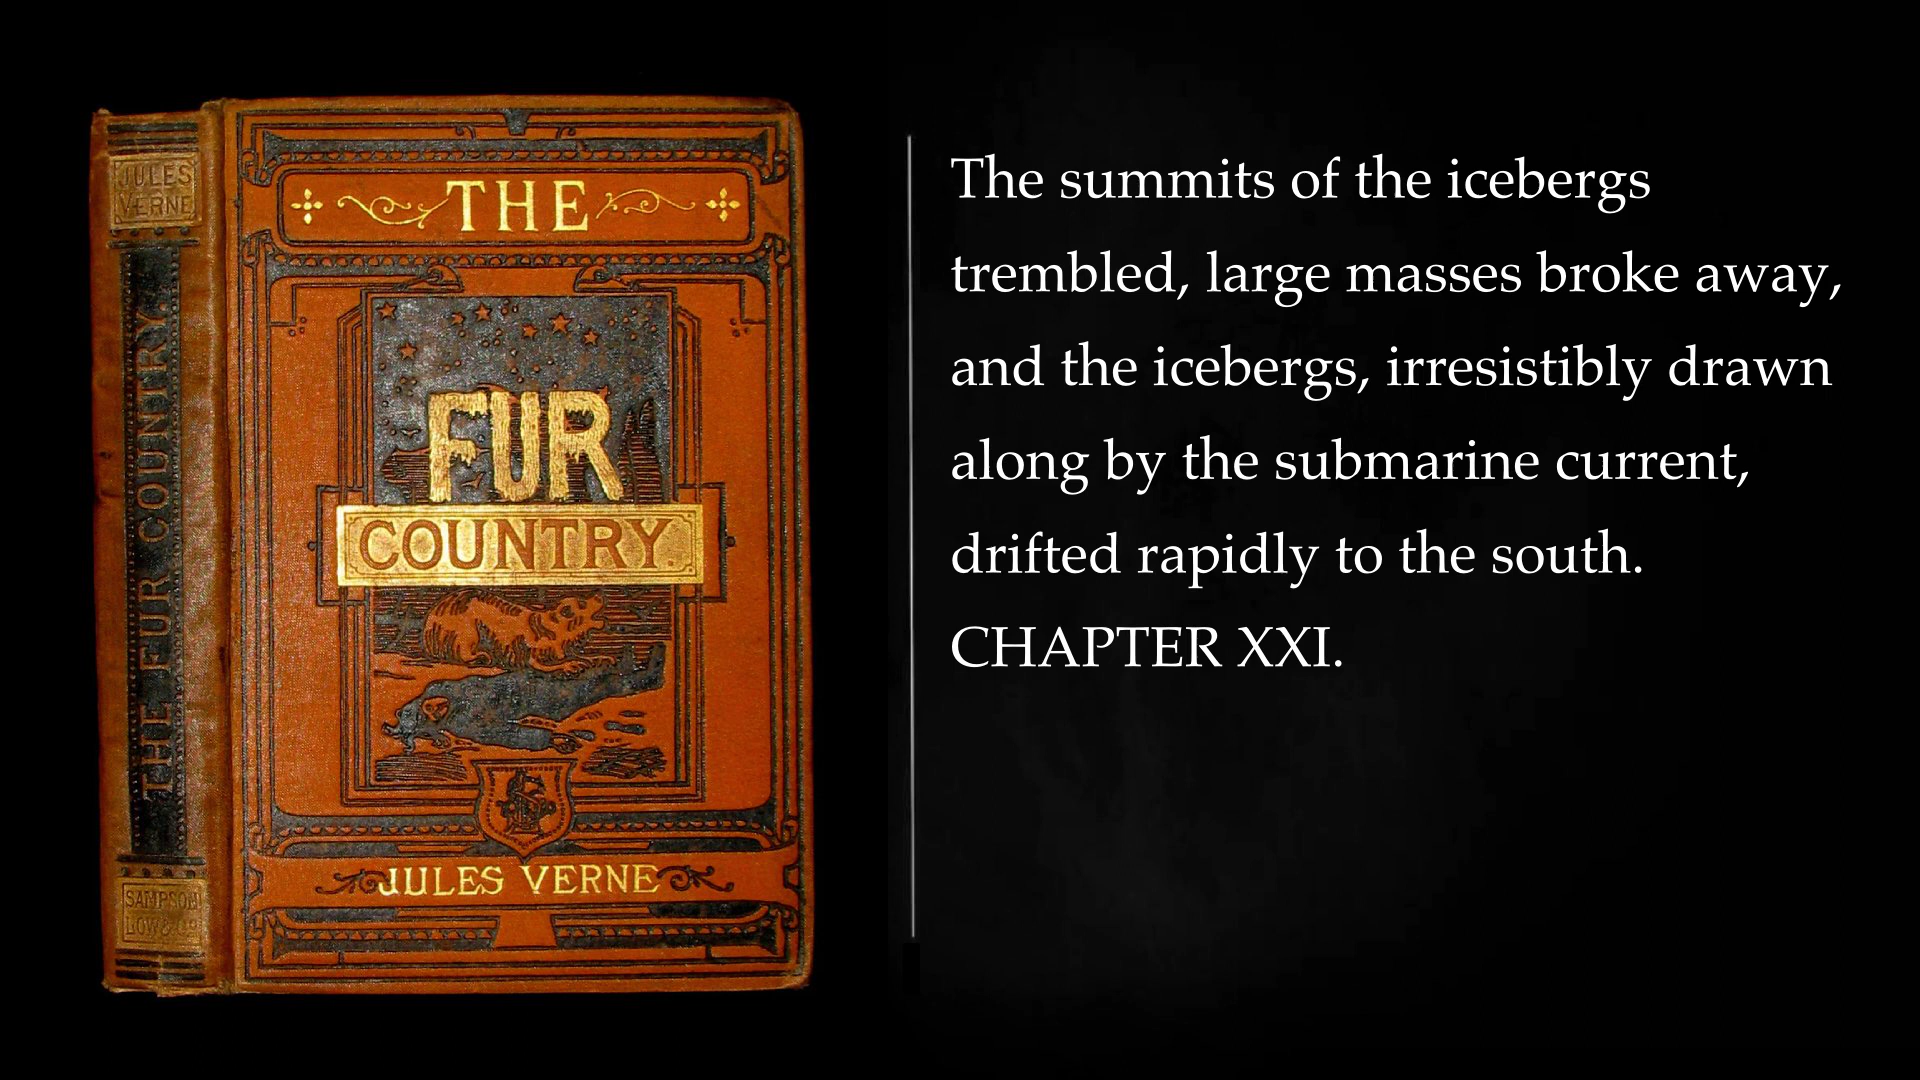 JULES
VERNE
THE FUR COUNTRY.
SAMPSON
LOW & Co
THE
FUR
COUNTRY.
JULES VERNE
The summits of the icebergs
trembled, large masses broke away,
and the icebergs, irresistibly drawn
along by the submarine current,
drifted rapidly to the south.
CHAPTER XXI.